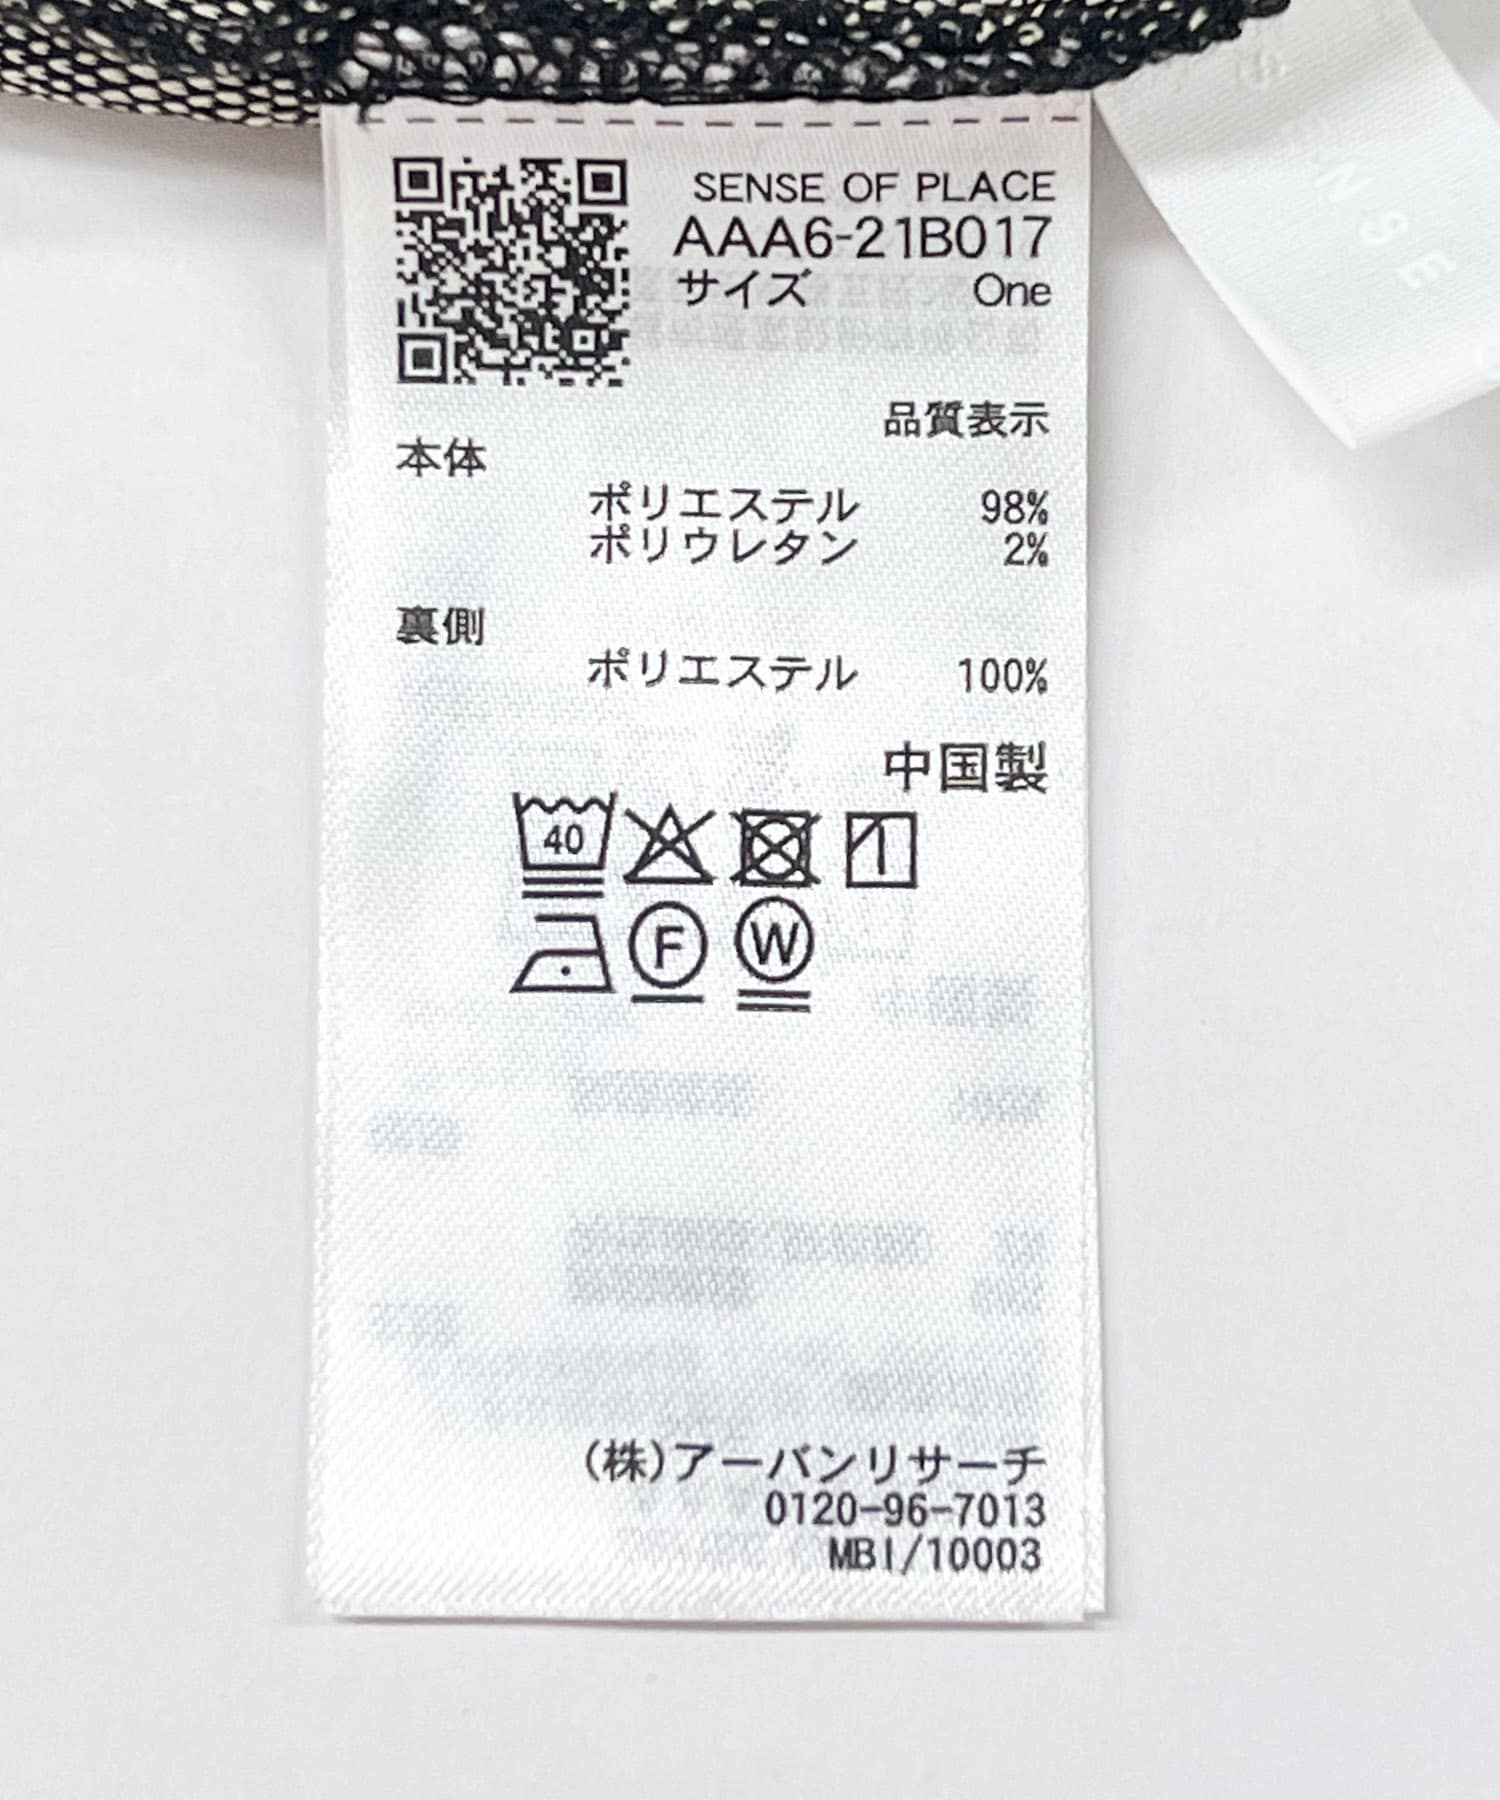 SENSE OF PLACE
AAA6-21B017
サイズ One
品質表示
本体
ポリエステル 98%
ポリウレタン 2%
裏側
ポリエステル 100%
中国製
40
F W
(株)アーバンリサーチ
0120-96-7013
MBI/10003
S
ENSE